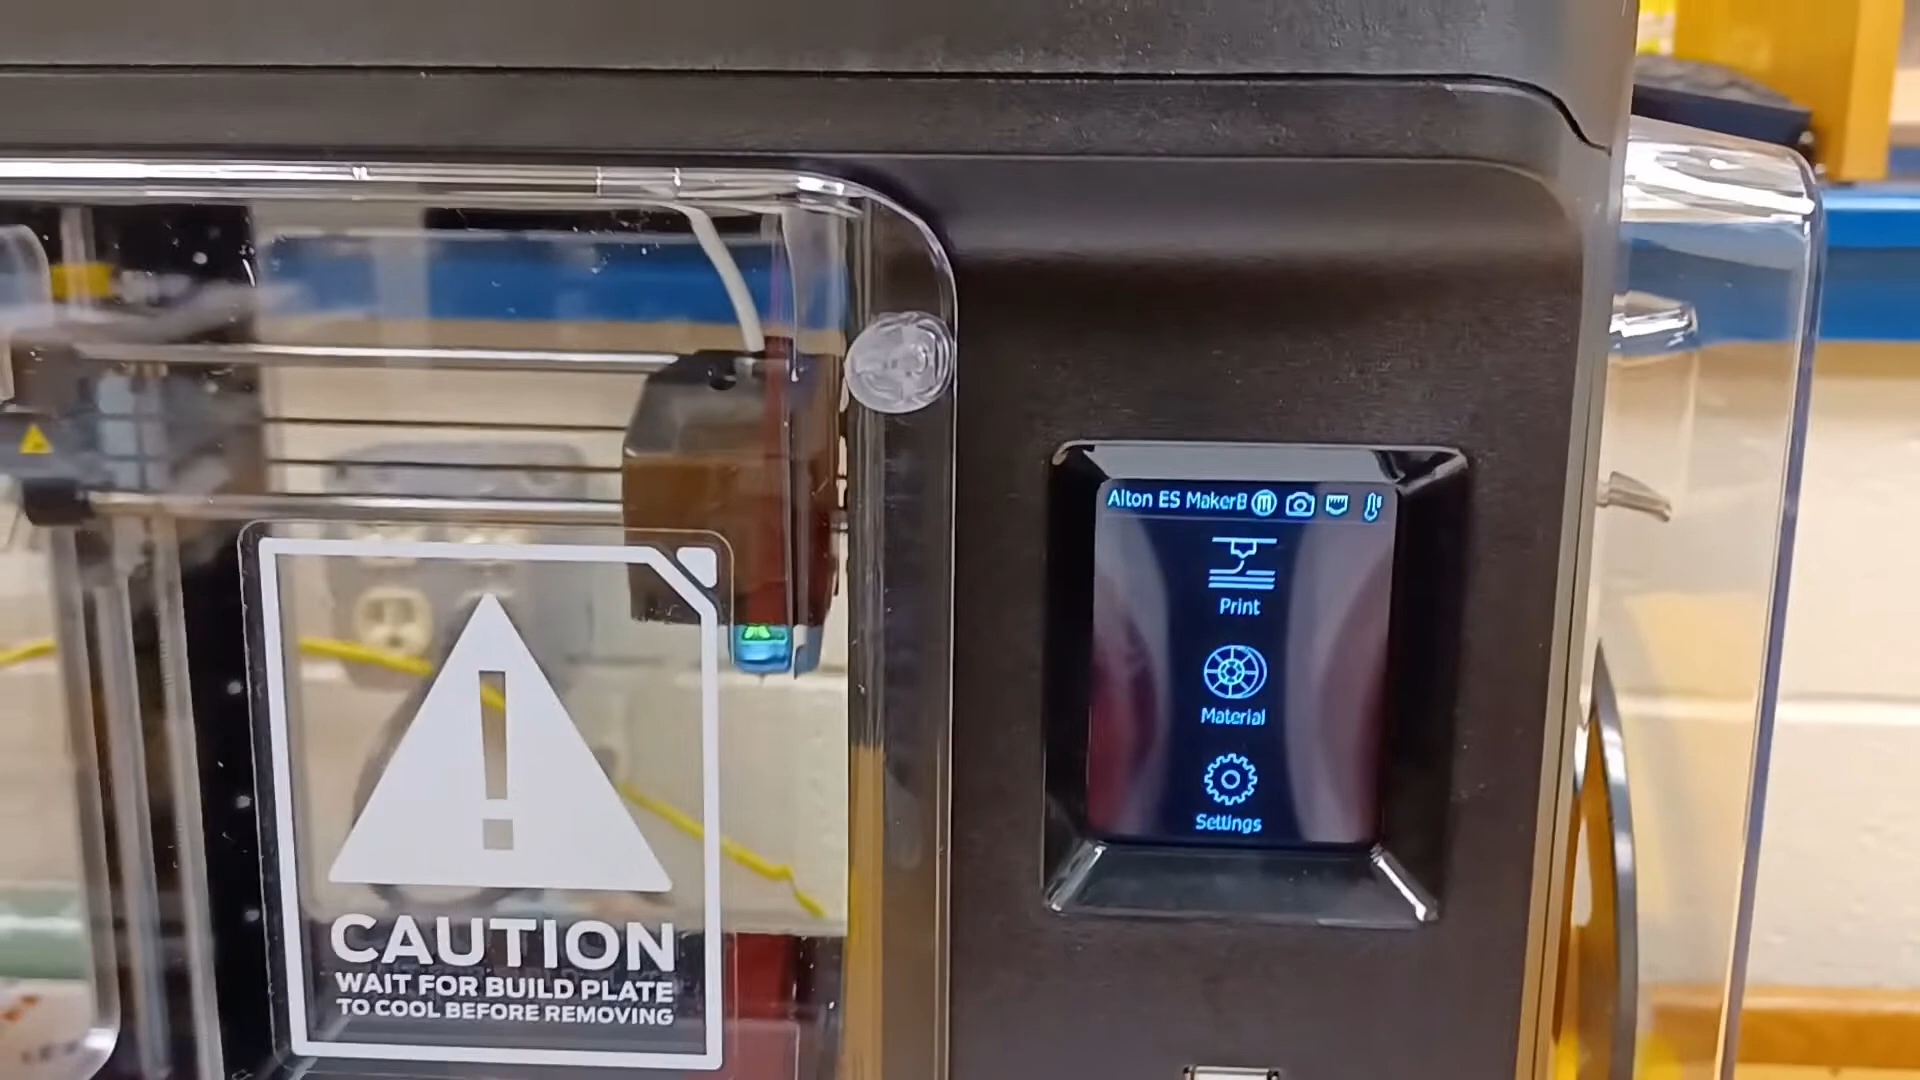 Alton ES MakerB
Print
Material
Settings
CAUTION
WAIT FOR BUILD PLATE
TO COOL BEFORE REMOVING